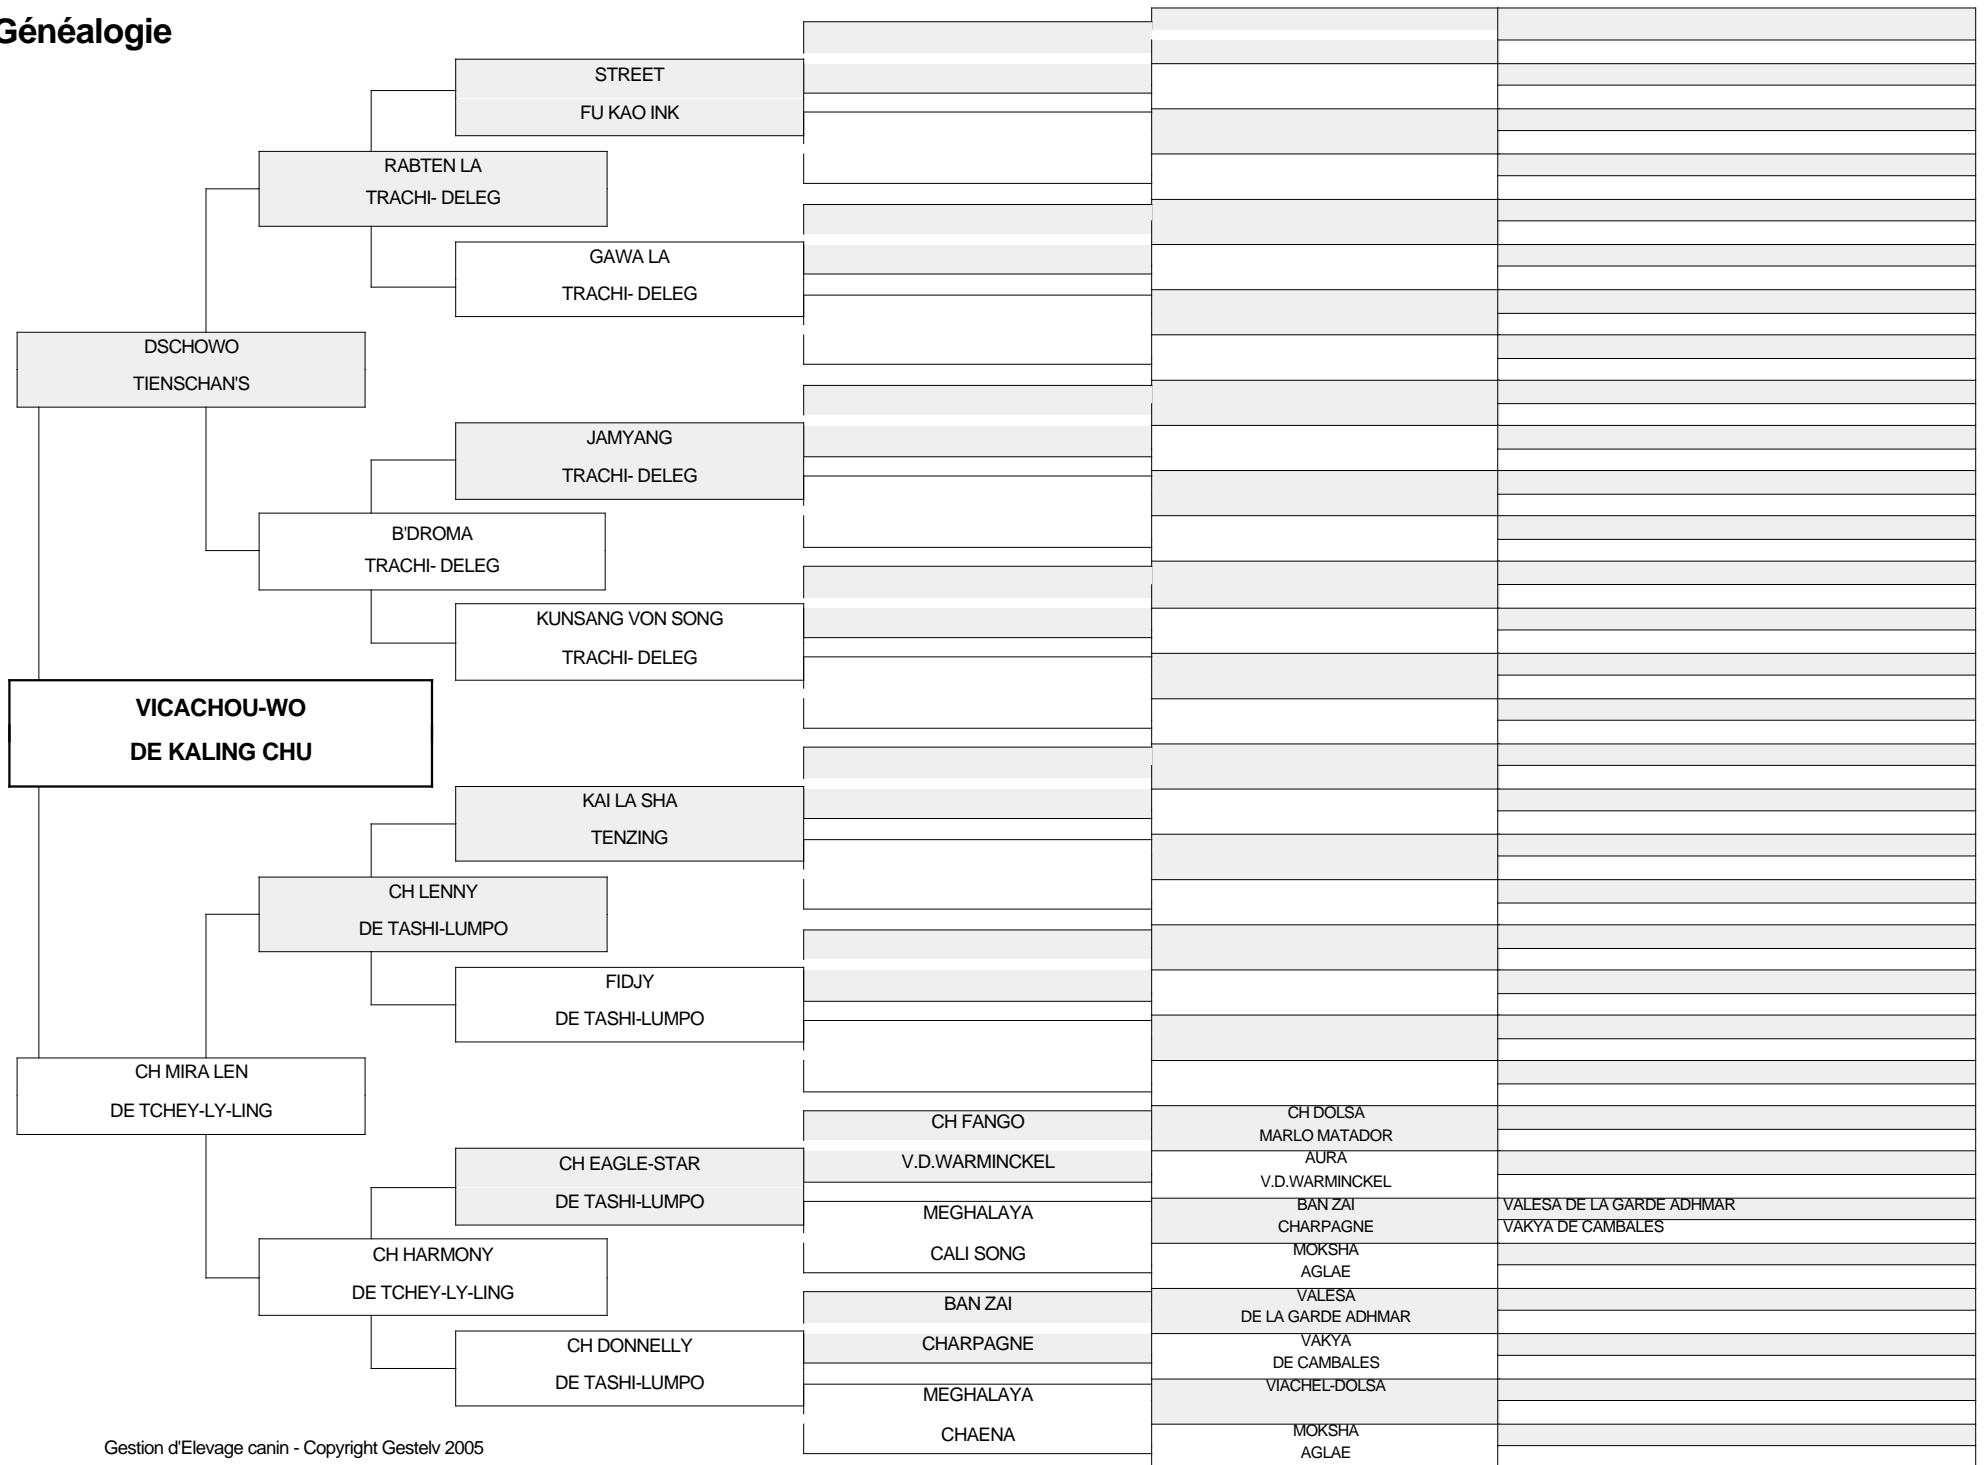 Généalogie
STREET
FU KAO INK
RABTEN LA
TRACHI- DELEG
GAWA LA
TRACHI- DELEG
DSCHOWO
TIENSCHAN'S
JAMYANG
TRACHI- DELEG
B'DROMA
TRACHI- DELEG
KUNSANG VON SONG
TRACHI- DELEG
VICACHOU-WO
DE KALING CHU
KAI LA SHA
TENZING
CH LENNY
DE TASHI-LUMPO
FIDJY
DE TASHI-LUMPO
CH MIRA LEN
DE TCHEY-LY-LING
CH EAGLE-STAR
DE TASHI-LUMPO
CH HARMONY
DE TCHEY-LY-LING
CH DONNELLY
DE TASHI-LUMPO
CH FANGO
V.D.WARMINCKEL
MEGHALAYA
CALI SONG
BAN ZAI
CHARPAGNE
MEGHALAYA
CHAENA
CH DOLSA
MARLO MATADOR
AURA
V.D.WARMINCKEL
BAN ZAI
CHARPAGNE
MOKSHA
AGLAE
VALESA
DE LA GARDE ADHMAR
VAKYA
DE CAMBALES
VIACHEL-DOLSA
MOKSHA
AGLAE
VALESA DE LA GARDE ADHMAR
VAKYA DE CAMBALES
Gestion d'Elevage canin - Copyright Gestelv 2005